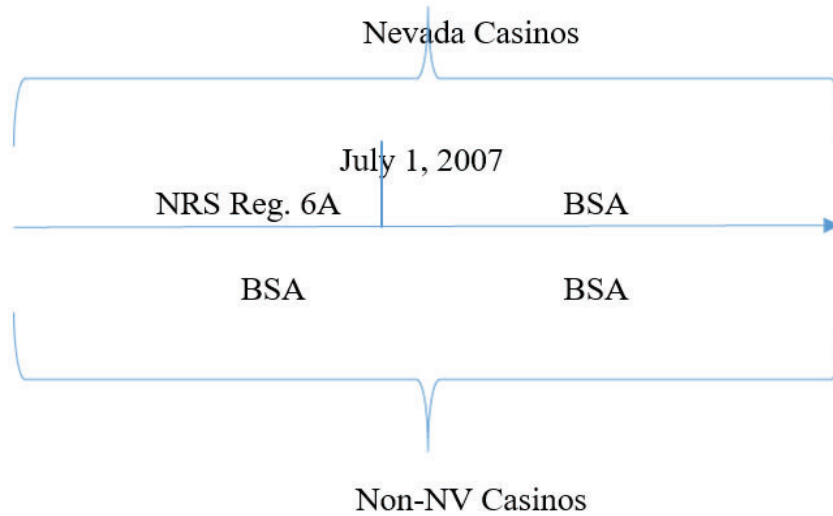 Nevada Casinos
July 1, 2007
NRS Reg. 6A BSA
BSA BSA
Non-NV Casinos